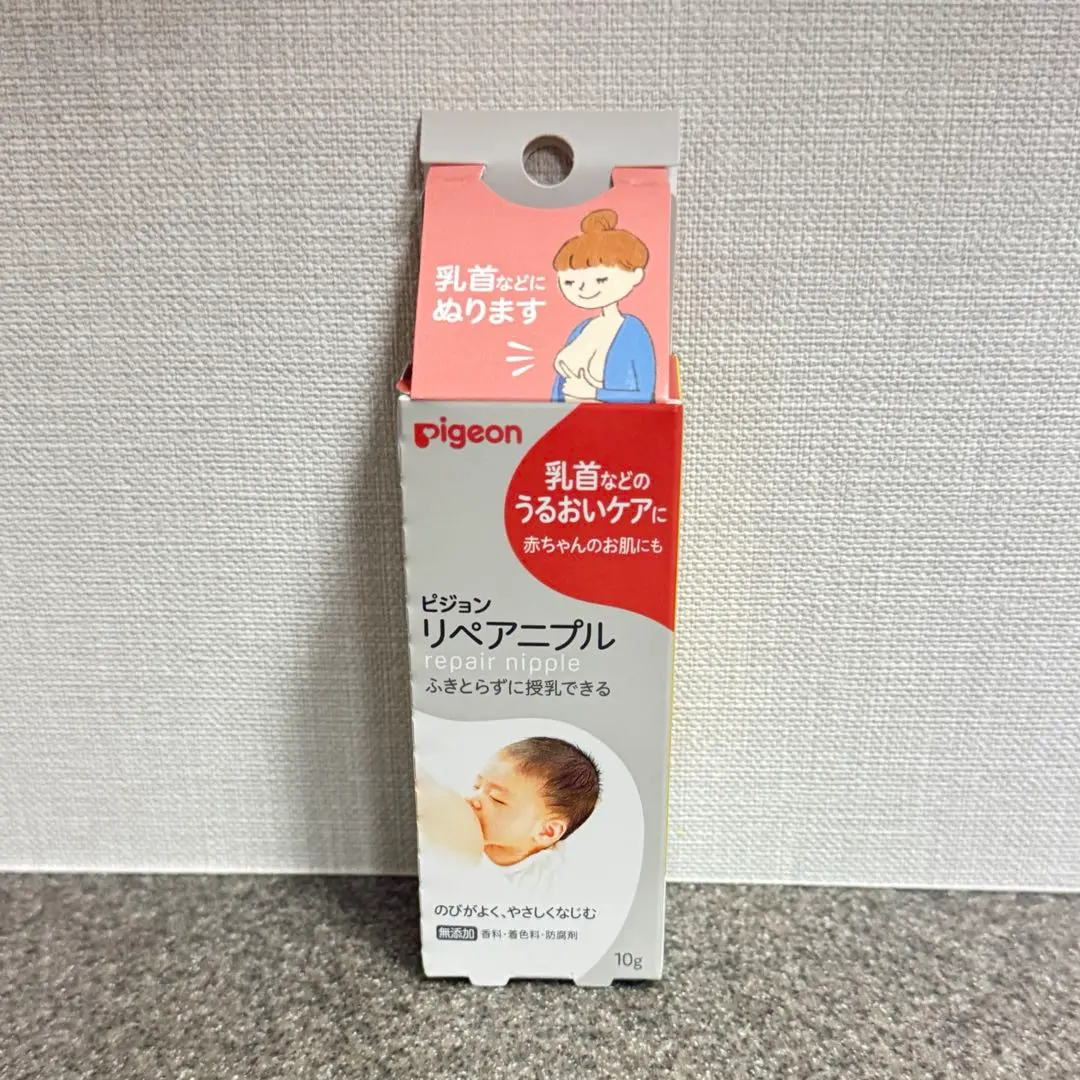 乳首などに
ぬります
pigeon
乳首などの
うるおいケアに
赤ちゃんのお肌にも
ピジョン
リペアニプル
repair nipple
ふきとらずに授乳できる
のびがよく、やさしくなじむ
無添加 香料・着色料・防腐剤
10g